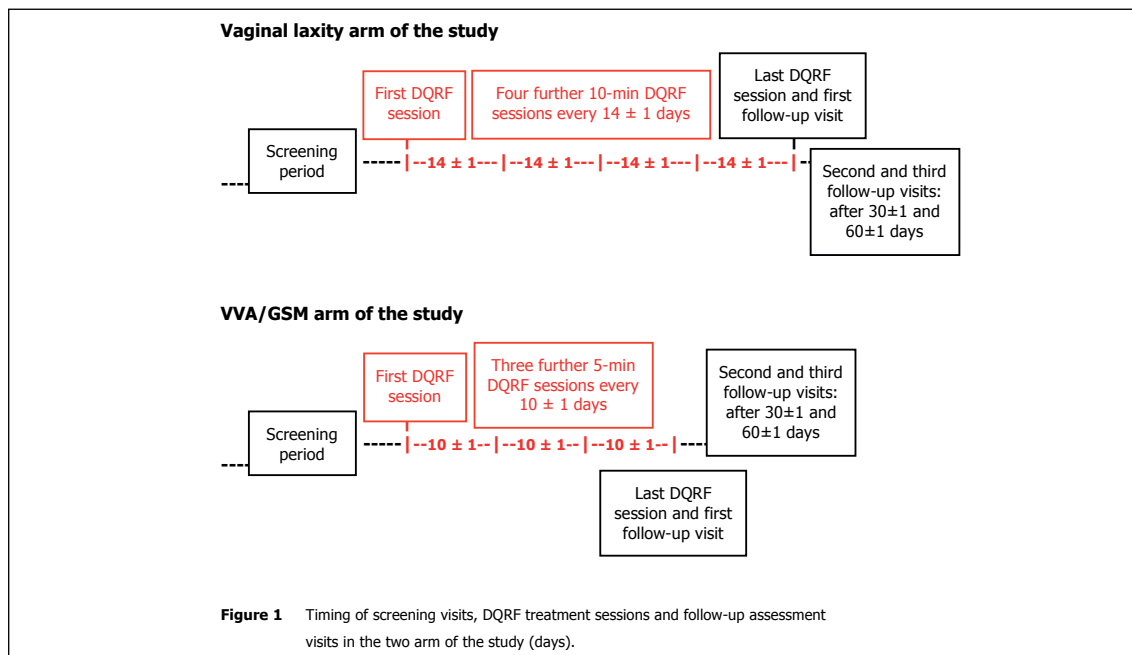 Vaginal laxity arm of the study
First DQRF
session
Four further 10-min DQRF
sessions every 14 ± 1 days
Last DQRF
session and first
follow-up visit
Screening
period
----- |--14 ± 1---|--14 ± 1---|--14 ± 1---|--14 ± 1---| --
----
Second and third
follow-up visits:
after 30±1 and
60±1 days
VVA/GSM arm of the study
First DQRF
session
Three further 5-min
DQRF sessions every
10 ± 1 days
Second and third
follow-up visits:
after 30±1 and
60±1 days
Screening
period
----- |--10 ± 1--|--10 ± 1--|--10 ± 1--| ----
----
Last DQRF
session and first
follow-up visit
Figure 1 Timing of screening visits, DQRF treatment sessions and follow-up assessment
visits in the two arm of the study (days).